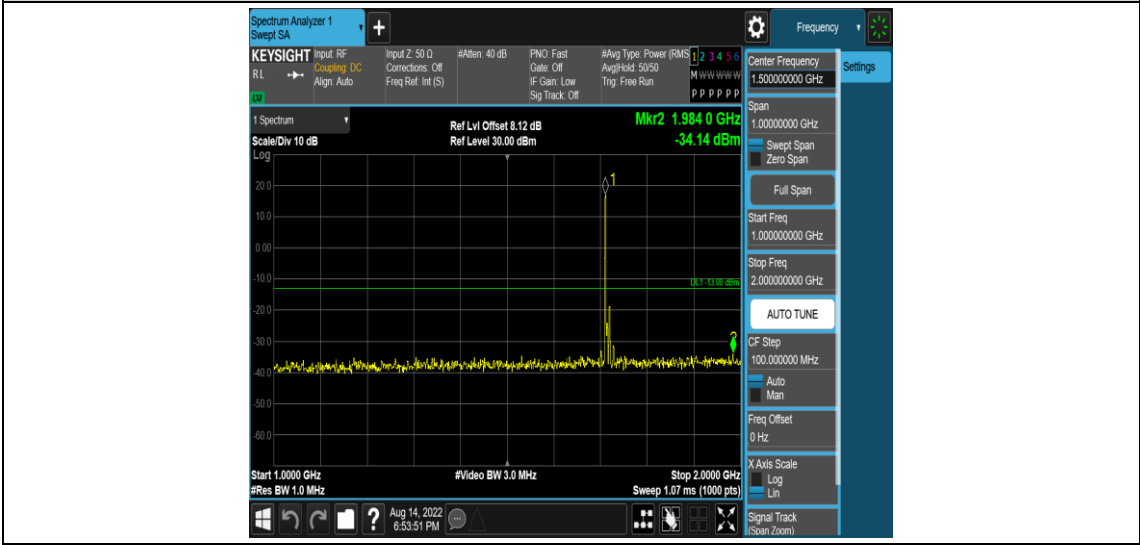 Spectrum Analyzer 1
Swept SA
+
Frequency
KEYSIGHT
RL
LXI
Input: RF
Coupling: DC
Align: Auto
Input Z: 50 Ω
Corrections: Off
Freq Ref: Int (S)
#Atten: 40 dB
PNO: Fast
Gate: Off
IF Gain: Low
Sig Track: Off
#Avg Type: Power (RMS
Avg|Hold: 50/50
Trig: Free Run
1 2 3 4 5 6
M W W W W W
P P P P P P
1 Spectrum
Scale/Div 10 dB
Log
Ref Lvl Offset 8.12 dB
Ref Level 30.00 dBm
Mkr2 1.984 0 GHz
-34.14 dBm
1
20.0
10.0
0.00
-10.0
DL1 -13.00 dBm
-20.0
-30.0
2
-40.0
-50.0
-60.0
Start 1.0000 GHz
#Res BW 1.0 MHz
#Video BW 3.0 MHz
Stop 2.0000 GHz
Sweep 1.07 ms (1000 pts)
?
Aug 14, 2022
6:53:51 PM
Settings
Center Frequency
1.500000000 GHz
Span
1.00000000 GHz
Swept Span
Zero Span
Full Span
Start Freq
1.000000000 GHz
Stop Freq
2.000000000 GHz
AUTO TUNE
CF Step
100.000000 MHz
Auto
Man
Freq Offset
0 Hz
X Axis Scale
Log
Lin
Signal Track
(Span Zoom)